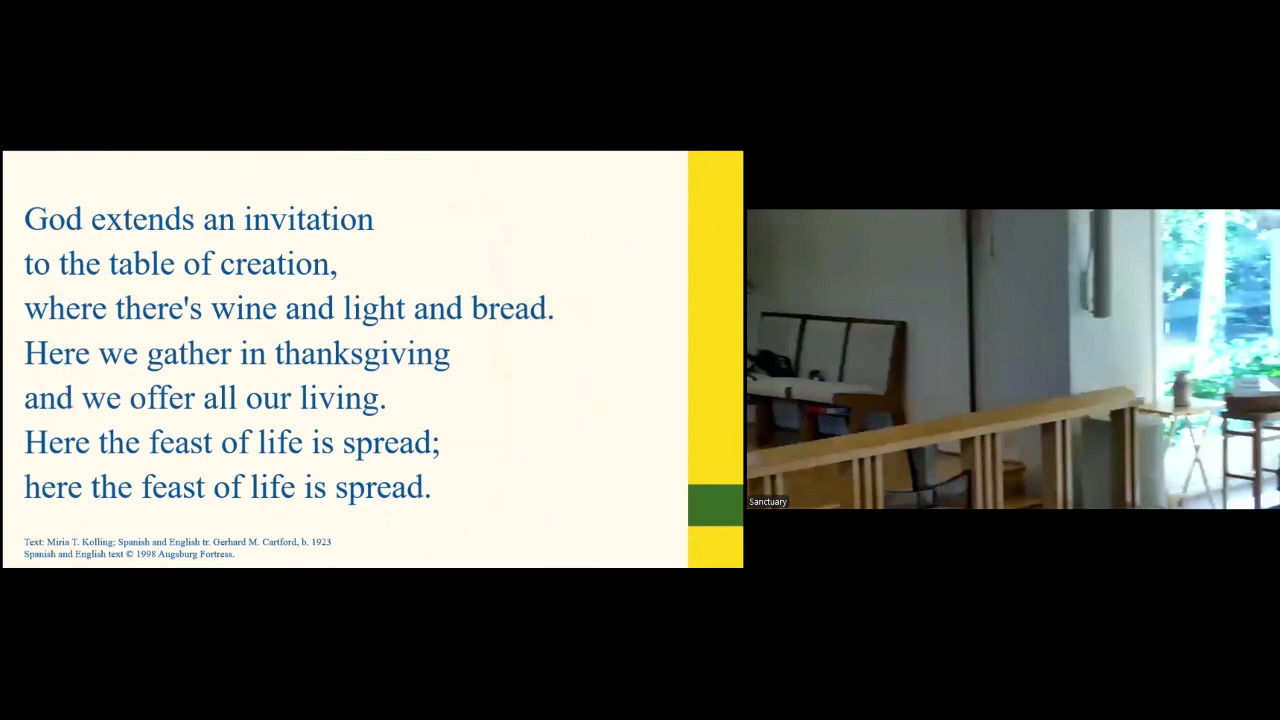 God extends an invitation
to the table of creation,
where there's wine and light and bread.
Here we gather in thanksgiving
and we offer all our living.
Here the feast of life is spread;
here the feast of life is spread.
Text: Miria T. Kolling; Spanish and English tr. Gerhard M. Cartford, b. 1923
Spanish and English text © 1998 Augsburg Fortress.
Sanctuary